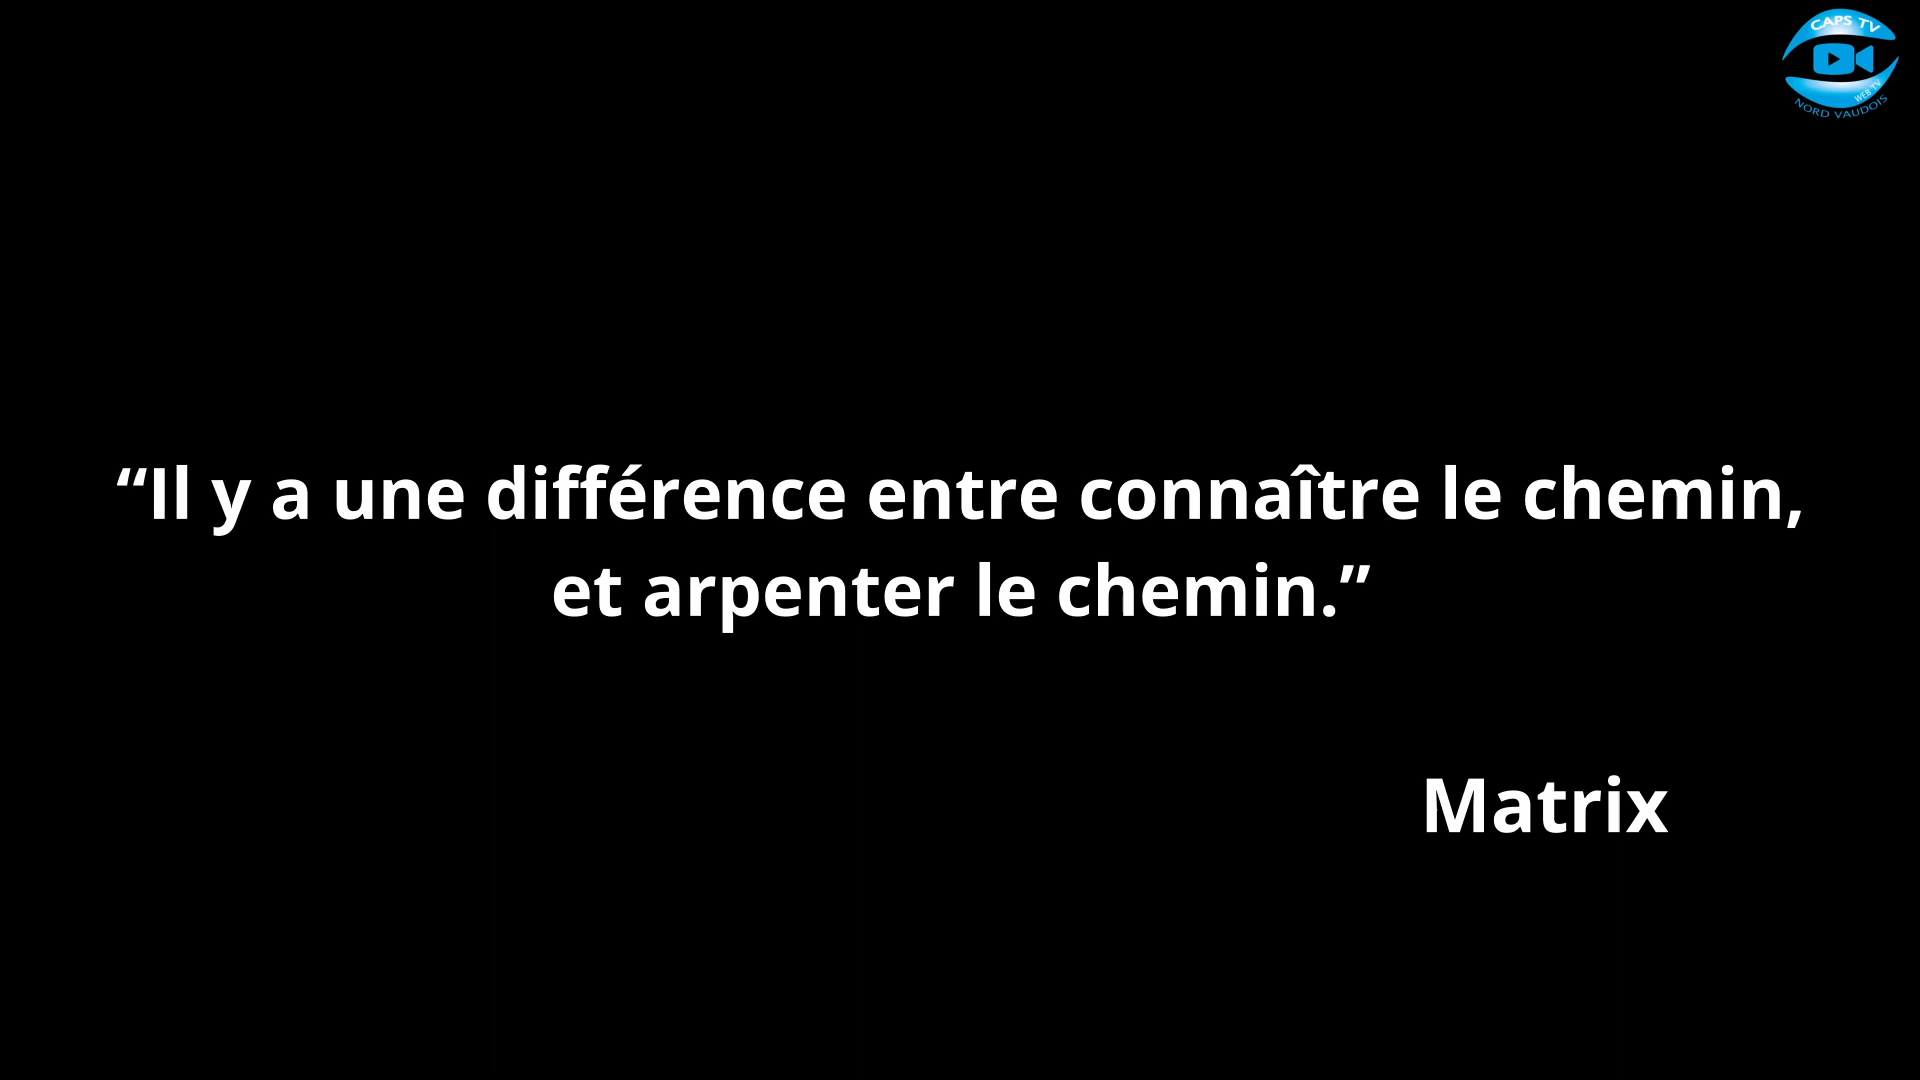 CAPS TV
WEB TV
NORD VAUDOIS
“Il y a une différence entre connaître le chemin,
et arpenter le chemin.”
Matrix